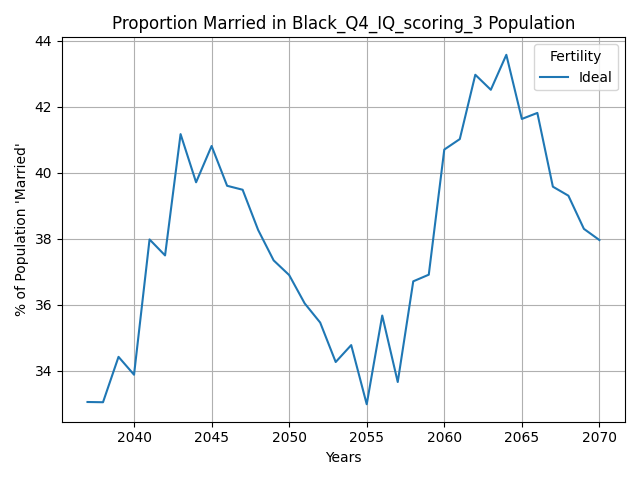 Proportion Married in Black_Q4_IQ_scoring_3 Population
% of Population 'Married'
44
42
40
38
36
34
Fertility
Ideal
2040 2045 2050 2055 2060 2065 2070
Years